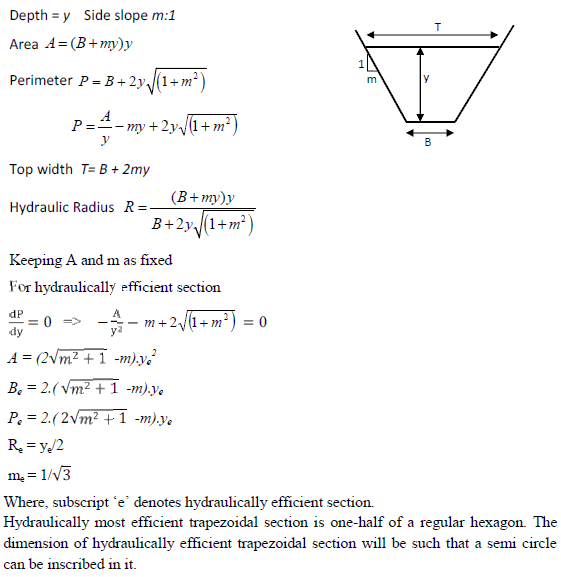 Depth = y Side slope m:1
Area A = (B + my)y
Perimeter P = B + 2y√(1 + m²)
P = A/y − my + 2y√(1 + m²)
Top width T= B + 2my
Hydraulic Radius R = (B + my)y / B + 2y√(1 + m²)
T
1
m
y
B
Keeping A and m as fixed
For hydraulically efficient section
dP/dy = 0 => −A/y² − m + 2√(1 + m²) = 0
A = (2√m² + 1 -m).yₑ²
Bₑ = 2.(√m² + 1 -m).yₑ
Pₑ = 2.(2√m² + 1 -m).yₑ
Rₑ = yₑ/2
mₑ = 1/√3
Where, subscript ‘e’ denotes hydraulically efficient section.
Hydraulically most efficient trapezoidal section is one-half of a regular hexagon. The
dimension of hydraulically efficient trapezoidal section will be such that a semi circle
can be inscribed in it.